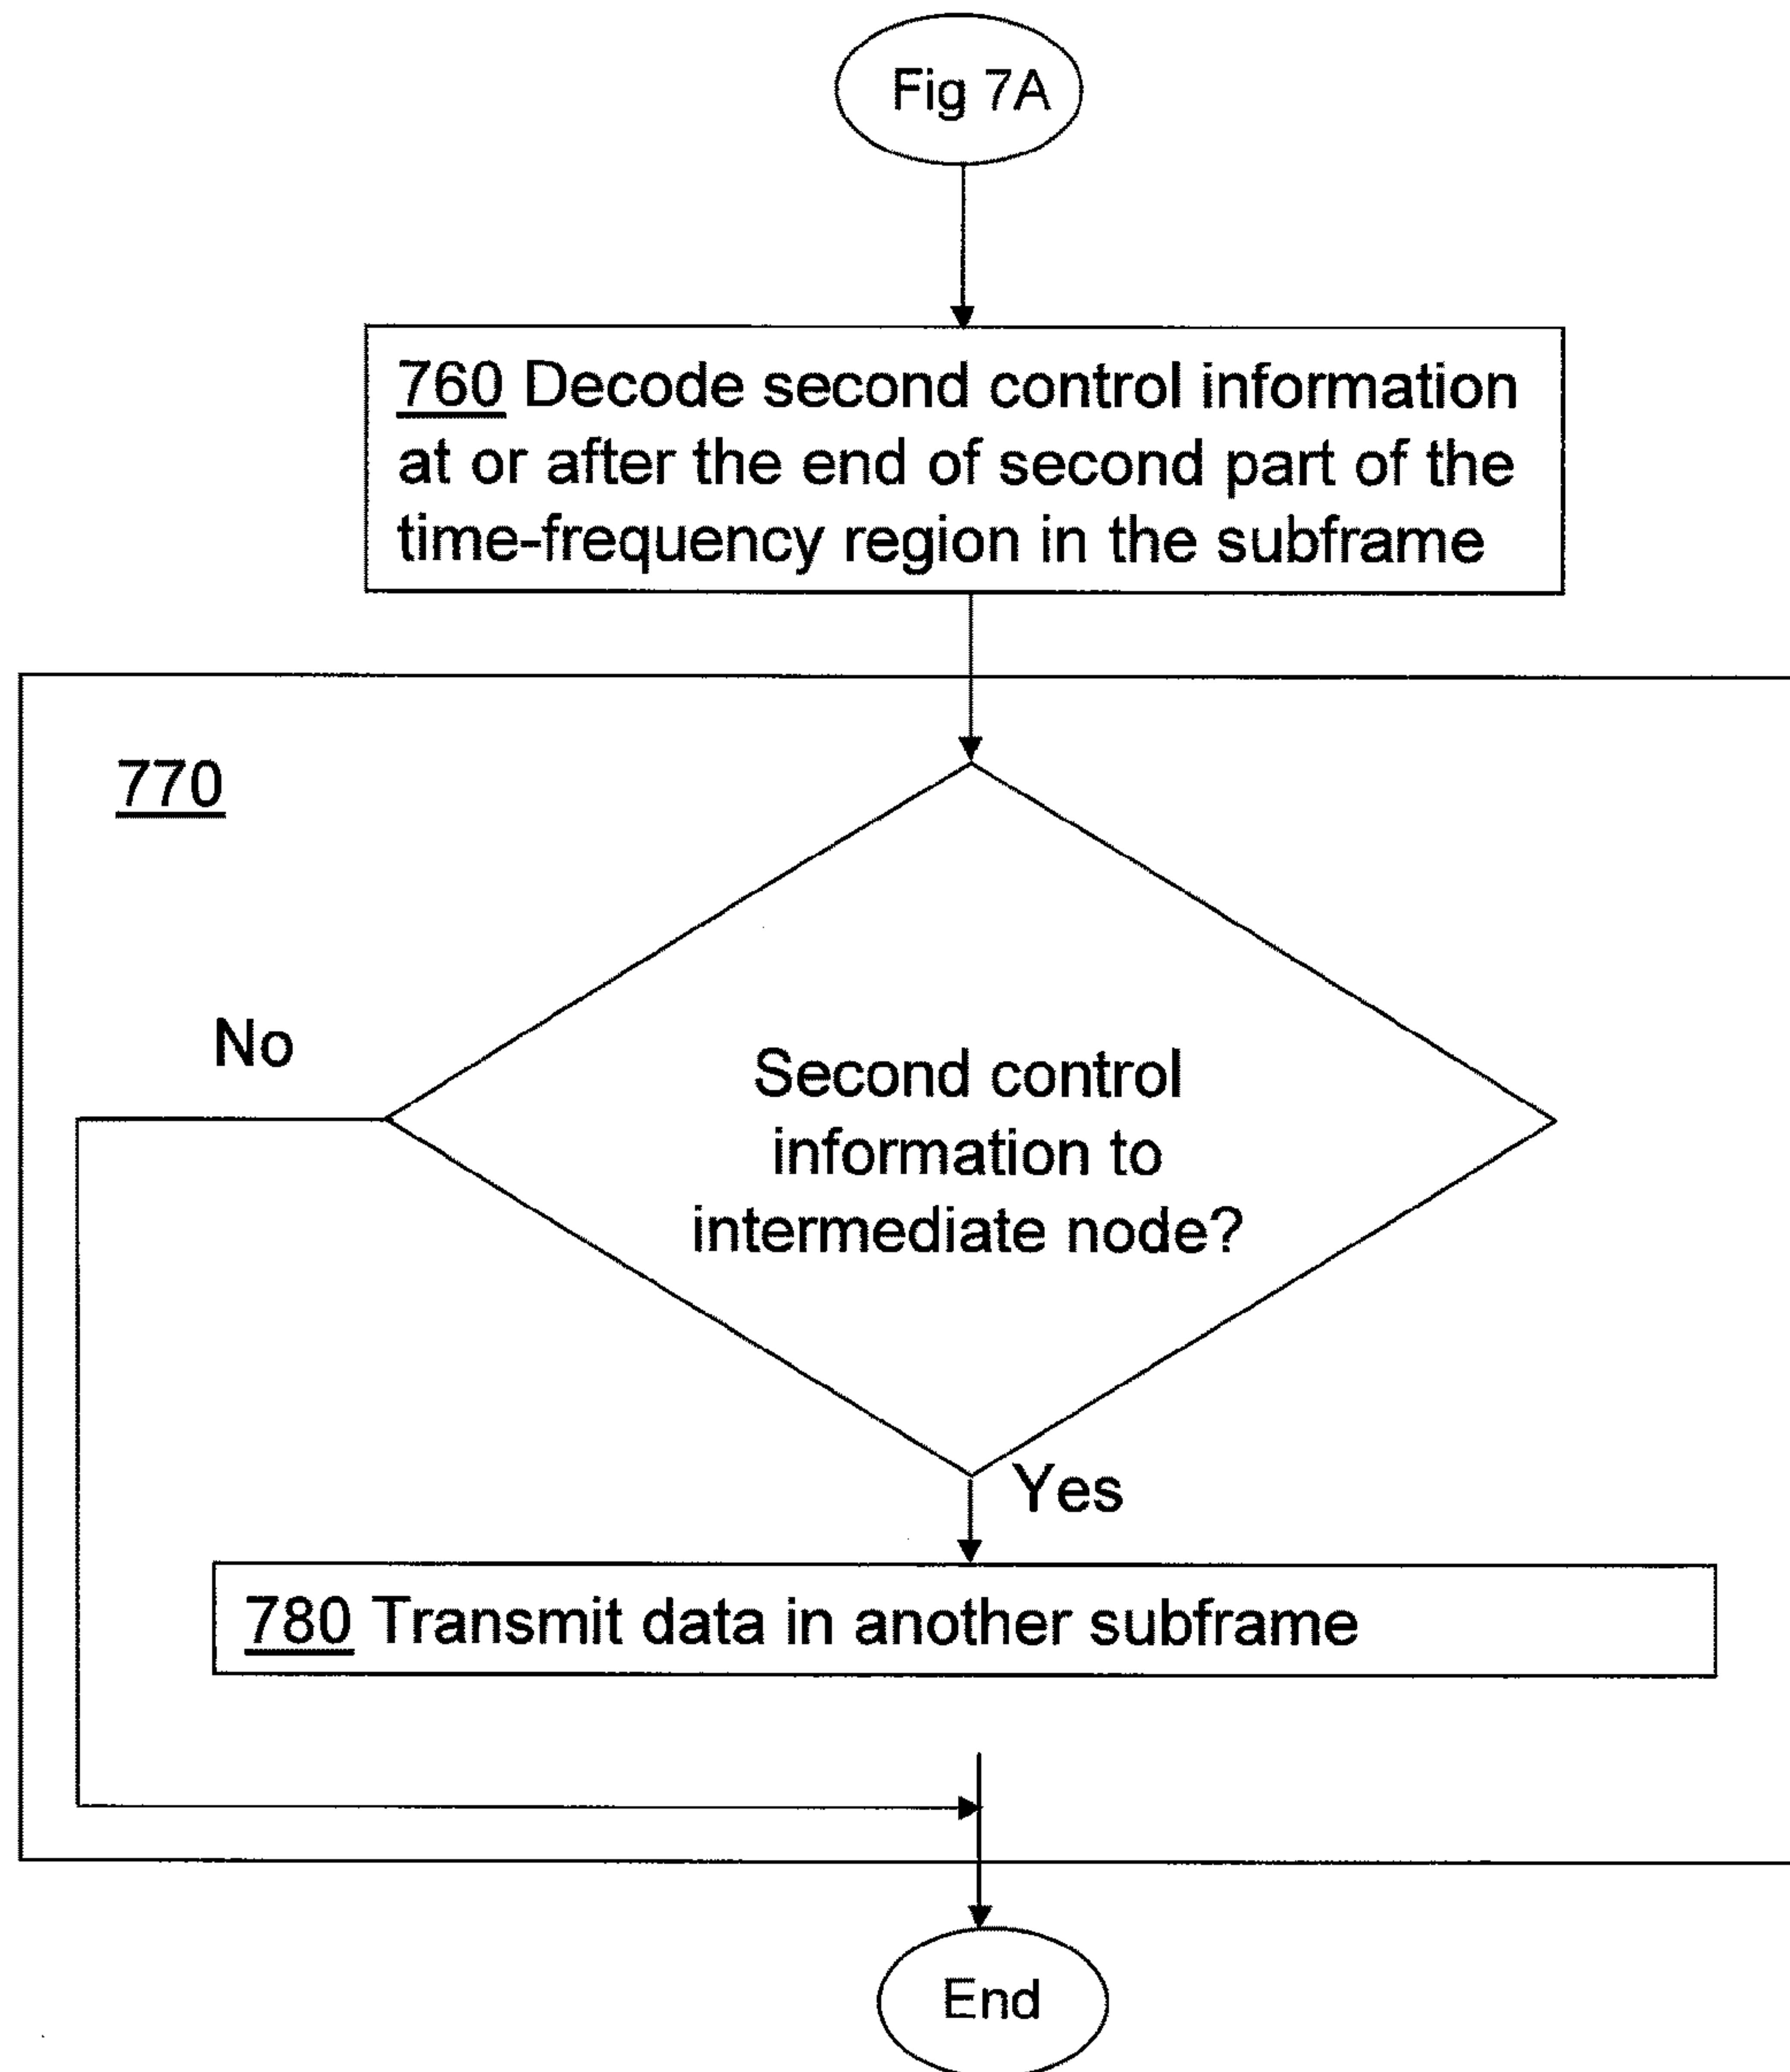 Fig 7A
760 Decode second control information
at or after the end of second part of the
time-frequency region in the subframe
770
No
Second control
information to
intermediate node?
Yes
780 Transmit data in another subframe
End